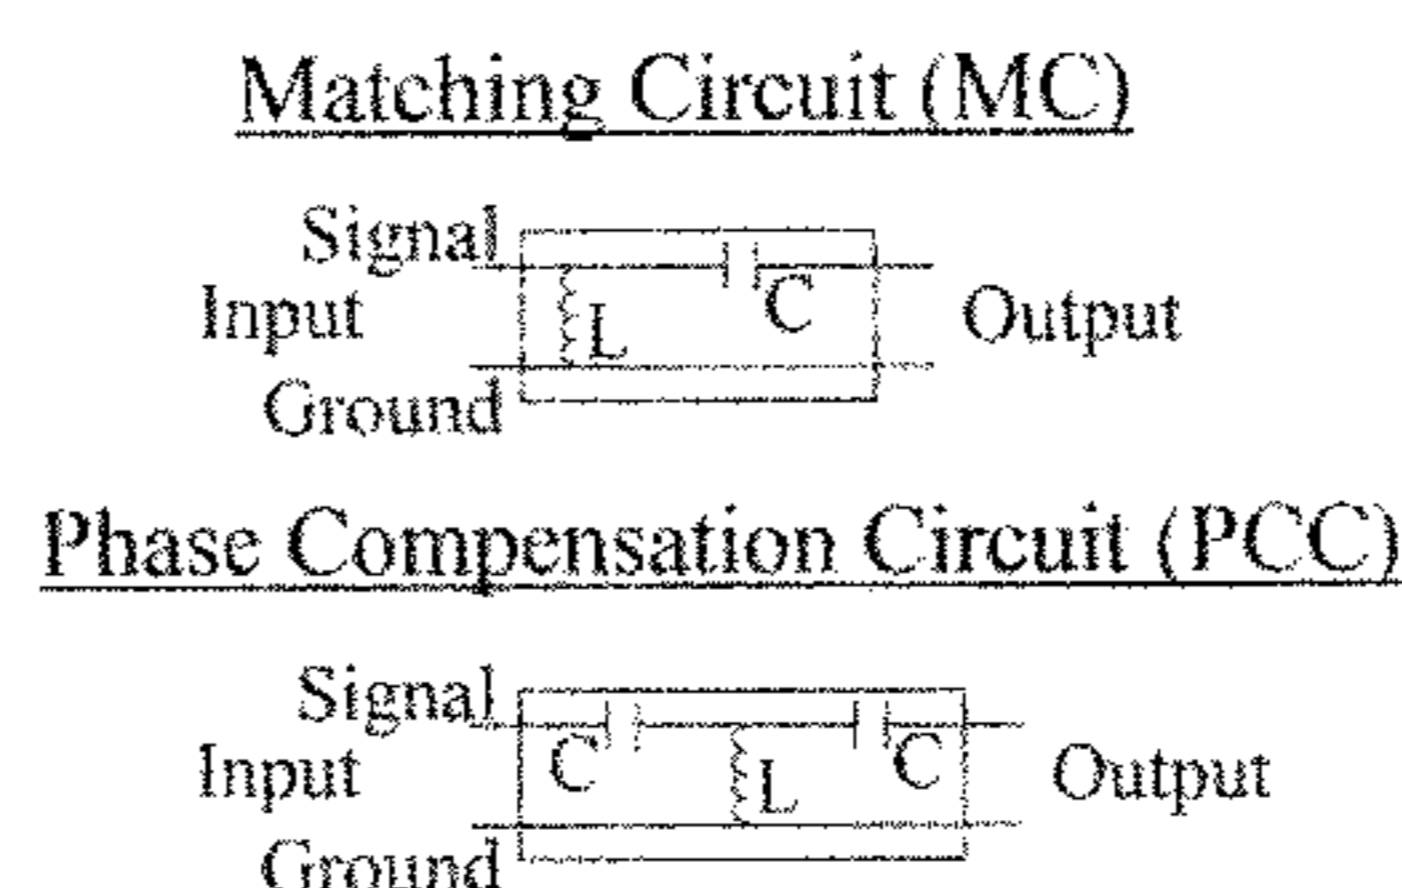 Matching Circuit (MC)
Signal
Input
L
C
Output
Ground
Phase Compensation Circuit (PCC)
Signal
Input
C
L
C
Output
Ground